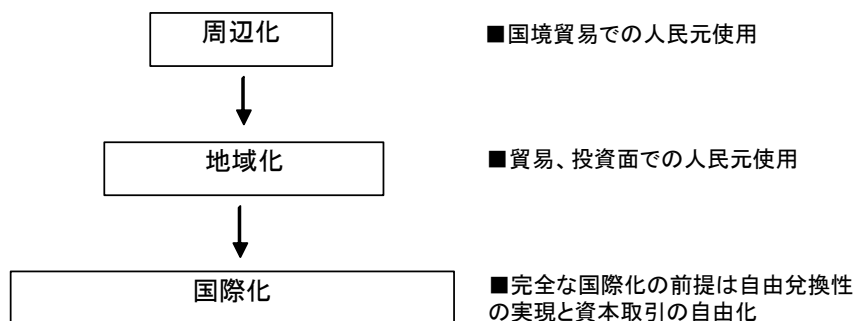 周辺化
■国境貿易での人民元使用
地域化
■貿易、投資面での人民元使用
国際化
■完全な国際化の前提は自由兌換性
の実現と資本取引の自由化